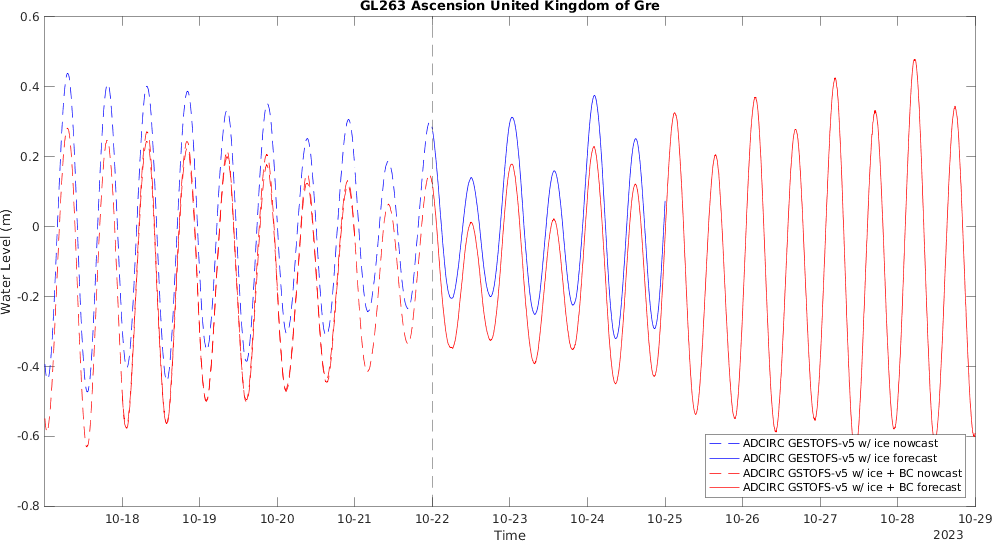 GL263 Ascension United Kingdom of Gre
Water Level (m)
0.6
0.4
0.2
0
-0.2
-0.4
-0.6
-0.8
ADCIRC GESTOFS-v5 w/ ice nowcast
ADCIRC GESTOFS-v5 w/ ice forecast
ADCIRC GSTOFS-v5 w/ ice + BC nowcast
ADCIRC GSTOFS-v5 w/ ice + BC forecast
10-18 10-19 10-20 10-21 10-22 10-23 10-24 10-25 10-26 10-27 10-28 10-29
Time
2023